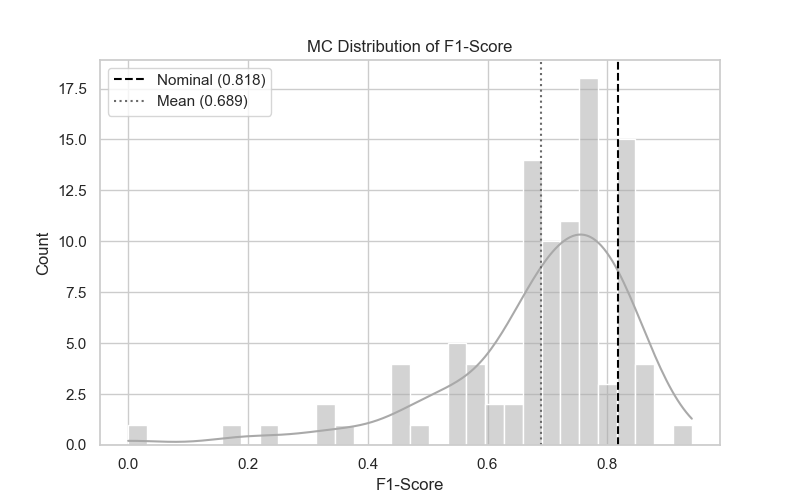 MC Distribution of F1-Score
Nominal (0.818)
Mean (0.689)
17.5
15.0
12.5
10.0
7.5
5.0
2.5
0.0
Count
0.0 0.2 0.4 0.6 0.8
F1-Score